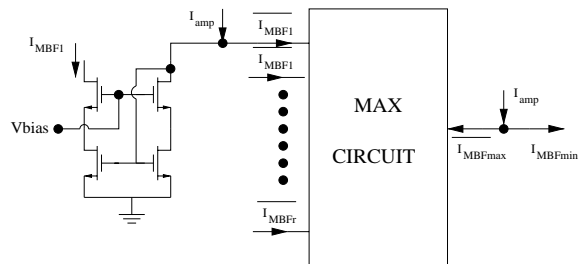 I_amp
I_MBF1
I_MBF1
I_MBF1
Vbias
MAX
CIRCUIT
I_amp
I_MBFmax
I_MBFmin
I_MBFr